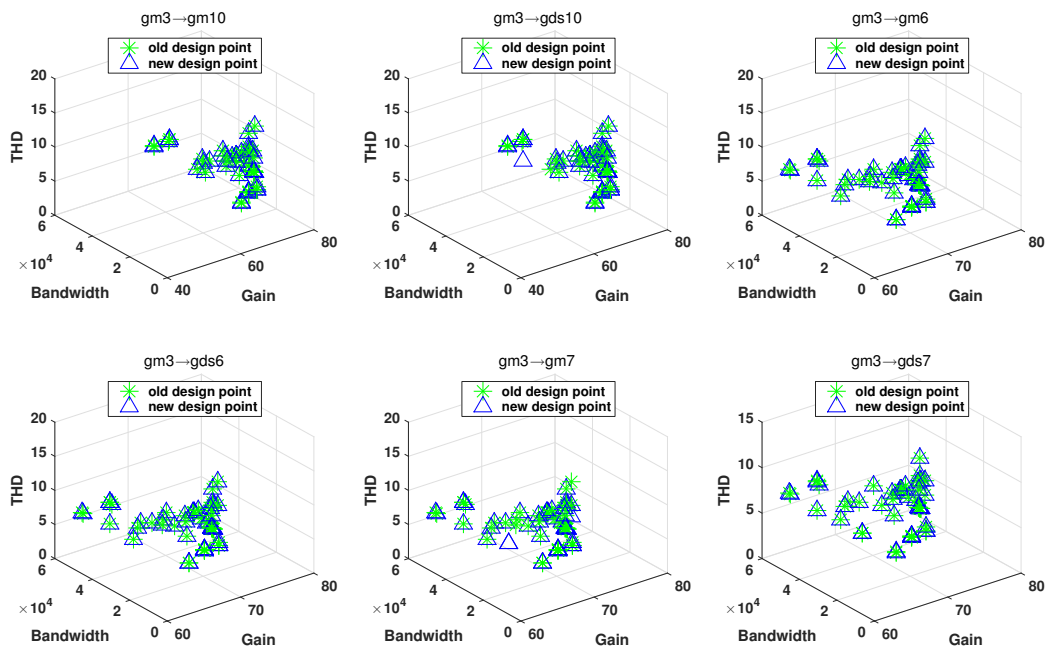 gm3→gm10
old design point
new design point
20
15
10
5
0
THD
6
4
2
0
×10^4
Bandwidth
40
60
80
Gain
gm3→gds10
old design point
new design point
20
15
10
5
0
THD
6
4
2
0
×10^4
Bandwidth
40
60
80
Gain
gm3→gm6
old design point
new design point
20
15
10
5
0
THD
6
4
2
0
×10^4
Bandwidth
60
70
80
Gain
gm3→gds6
old design point
new design point
20
15
10
5
0
THD
6
4
2
0
×10^4
Bandwidth
60
70
80
Gain
gm3→gm7
old design point
new design point
20
15
10
5
0
THD
6
4
2
0
×10^4
Bandwidth
60
70
80
Gain
gm3→gds7
old design point
new design point
15
10
5
0
THD
6
4
2
0
×10^4
Bandwidth
60
70
80
Gain